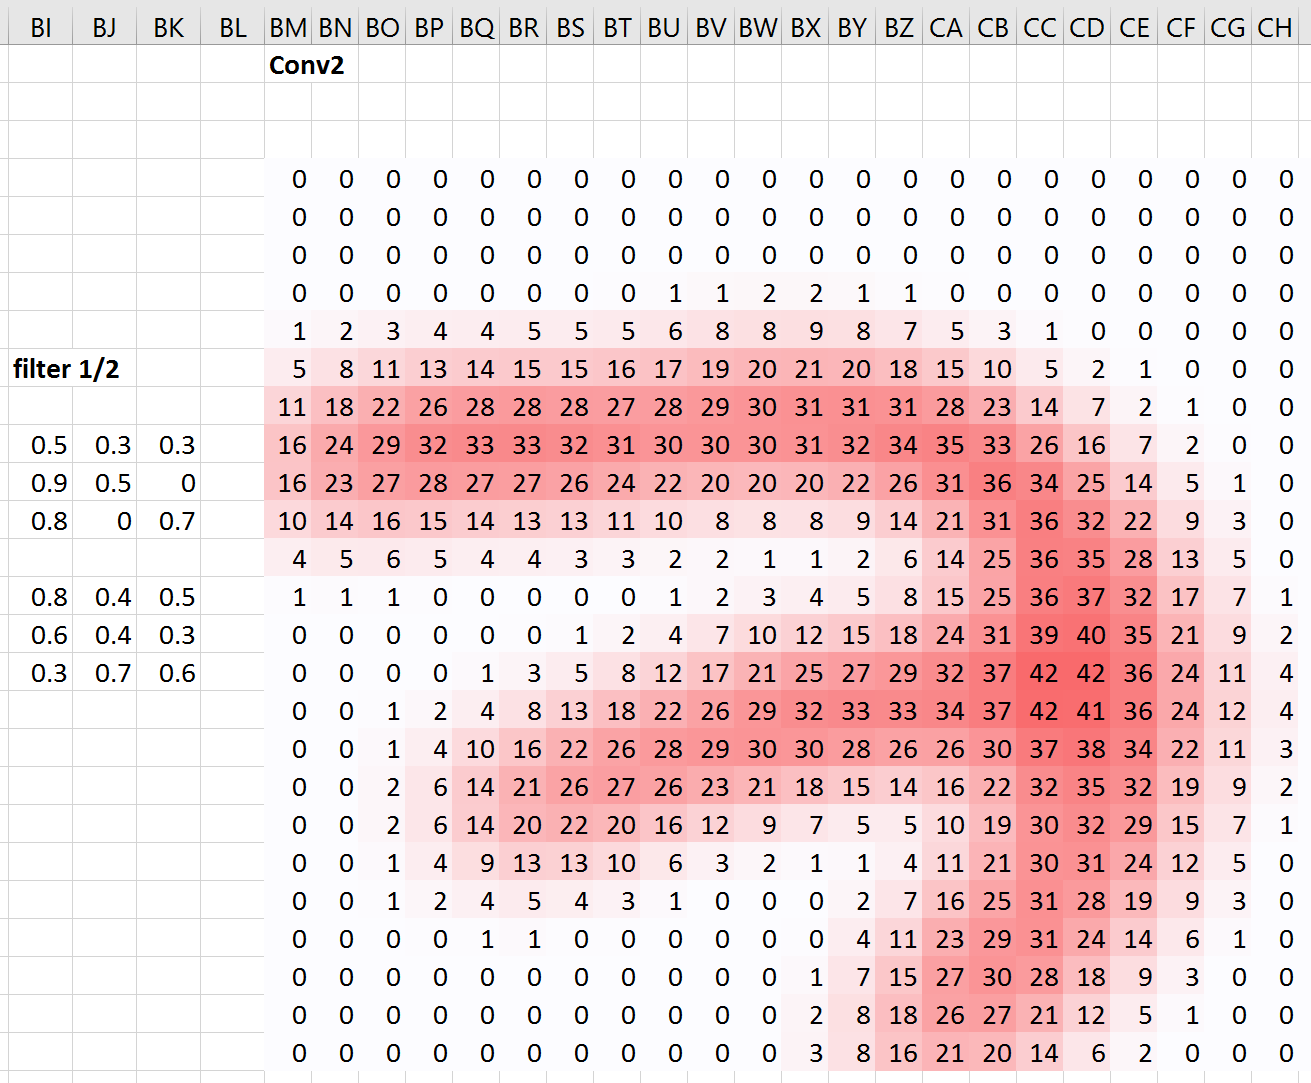 BI BJ BK BL BM BN BO BP BQ BR BS BT BU BV BW BX BY BZ CA CB CC CD CE CF CG CH
Conv2
0 0 0 0 0 0 0 0 0 0 0 0 0 0 0 0 0 0 0 0 0 0
0 0 0 0 0 0 0 0 0 0 0 0 0 0 0 0 0 0 0 0 0 0
0 0 0 0 0 0 0 0 0 0 0 0 0 0 0 0 0 0 0 0 0 0
0 0 0 0 0 0 0 0 1 1 2 2 1 1 0 0 0 0 0 0 0 0
1 2 3 4 4 5 5 5 6 8 8 9 8 7 5 3 1 0 0 0 0 0
filter 1/2 5 8 11 13 14 15 15 16 17 19 20 21 20 18 15 10 5 2 1 0 0 0
11 18 22 26 28 28 28 27 28 29 30 31 31 31 28 23 14 7 2 1 0 0
0.5 0.3 0.3 16 24 29 32 33 33 32 31 30 30 30 31 32 34 35 33 26 16 7 2 0 0
0.9 0.5 0 16 23 27 28 27 27 26 24 22 20 20 20 22 26 31 36 34 25 14 5 1 0
0.8 0 0.7 10 14 16 15 14 13 13 11 10 8 8 8 9 14 21 31 36 32 22 9 3 0
4 5 6 5 4 4 3 3 2 2 1 1 2 6 14 25 36 35 28 13 5 0
0.8 0.4 0.5 1 1 1 0 0 0 0 0 1 2 3 4 5 8 15 25 36 37 32 17 7 1
0.6 0.4 0.3 0 0 0 0 0 0 1 2 4 7 10 12 15 18 24 31 39 40 35 21 9 2
0.3 0.7 0.6 0 0 0 0 1 3 5 8 12 17 21 25 27 29 32 37 42 42 36 24 11 4
0 0 1 2 4 8 13 18 22 26 29 32 33 33 34 37 42 41 36 24 12 4
0 0 1 4 10 16 22 26 28 29 30 30 28 26 26 30 37 38 34 22 11 3
0 0 2 6 14 21 26 27 26 23 21 18 15 14 16 22 32 35 32 19 9 2
0 0 2 6 14 20 22 20 16 12 9 7 5 5 10 19 30 32 29 15 7 1
0 0 1 4 9 13 13 10 6 3 2 1 1 4 11 21 30 31 24 12 5 0
0 0 1 2 4 5 4 3 1 0 0 0 2 7 16 25 31 28 19 9 3 0
0 0 0 0 1 1 0 0 0 0 0 0 4 11 23 29 31 24 14 6 1 0
0 0 0 0 0 0 0 0 0 0 0 1 7 15 27 30 28 18 9 3 0 0
0 0 0 0 0 0 0 0 0 0 0 2 8 18 26 27 21 12 5 1 0 0
0 0 0 0 0 0 0 0 0 0 0 3 8 16 21 20 14 6 2 0 0 0